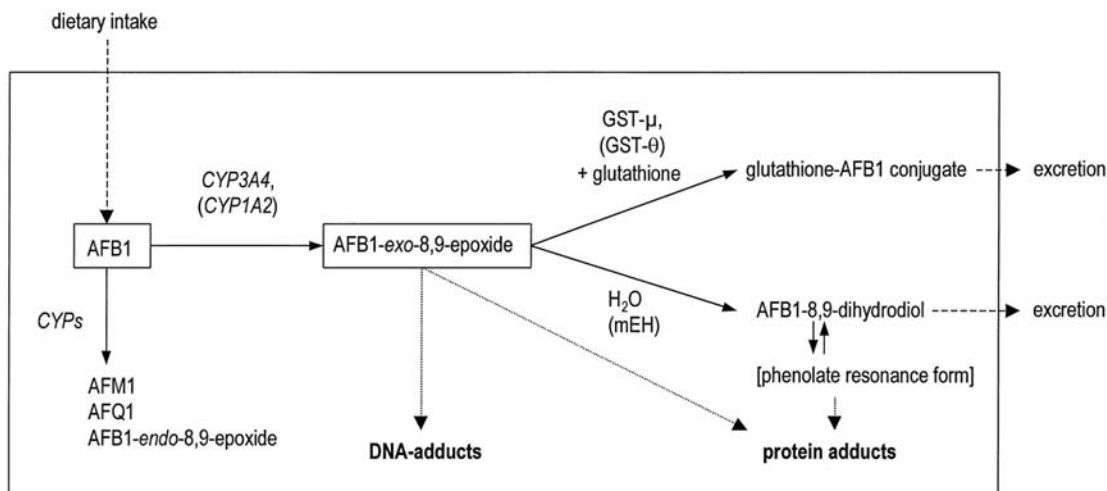 dietary intake
GST-μ,
(GST-θ)
+ glutathione
glutathione-AFB1 conjugate
excretion
CYP3A4,
(CYP1A2)
AFB1
AFB1-exo-8,9-epoxide
H₂O
(mEH)
AFB1-8,9-dihydrodiol
excretion
CYPs
[phenolate resonance form]
AFM1
AFQ1
AFB1-endo-8,9-epoxide
DNA-adducts
protein adducts